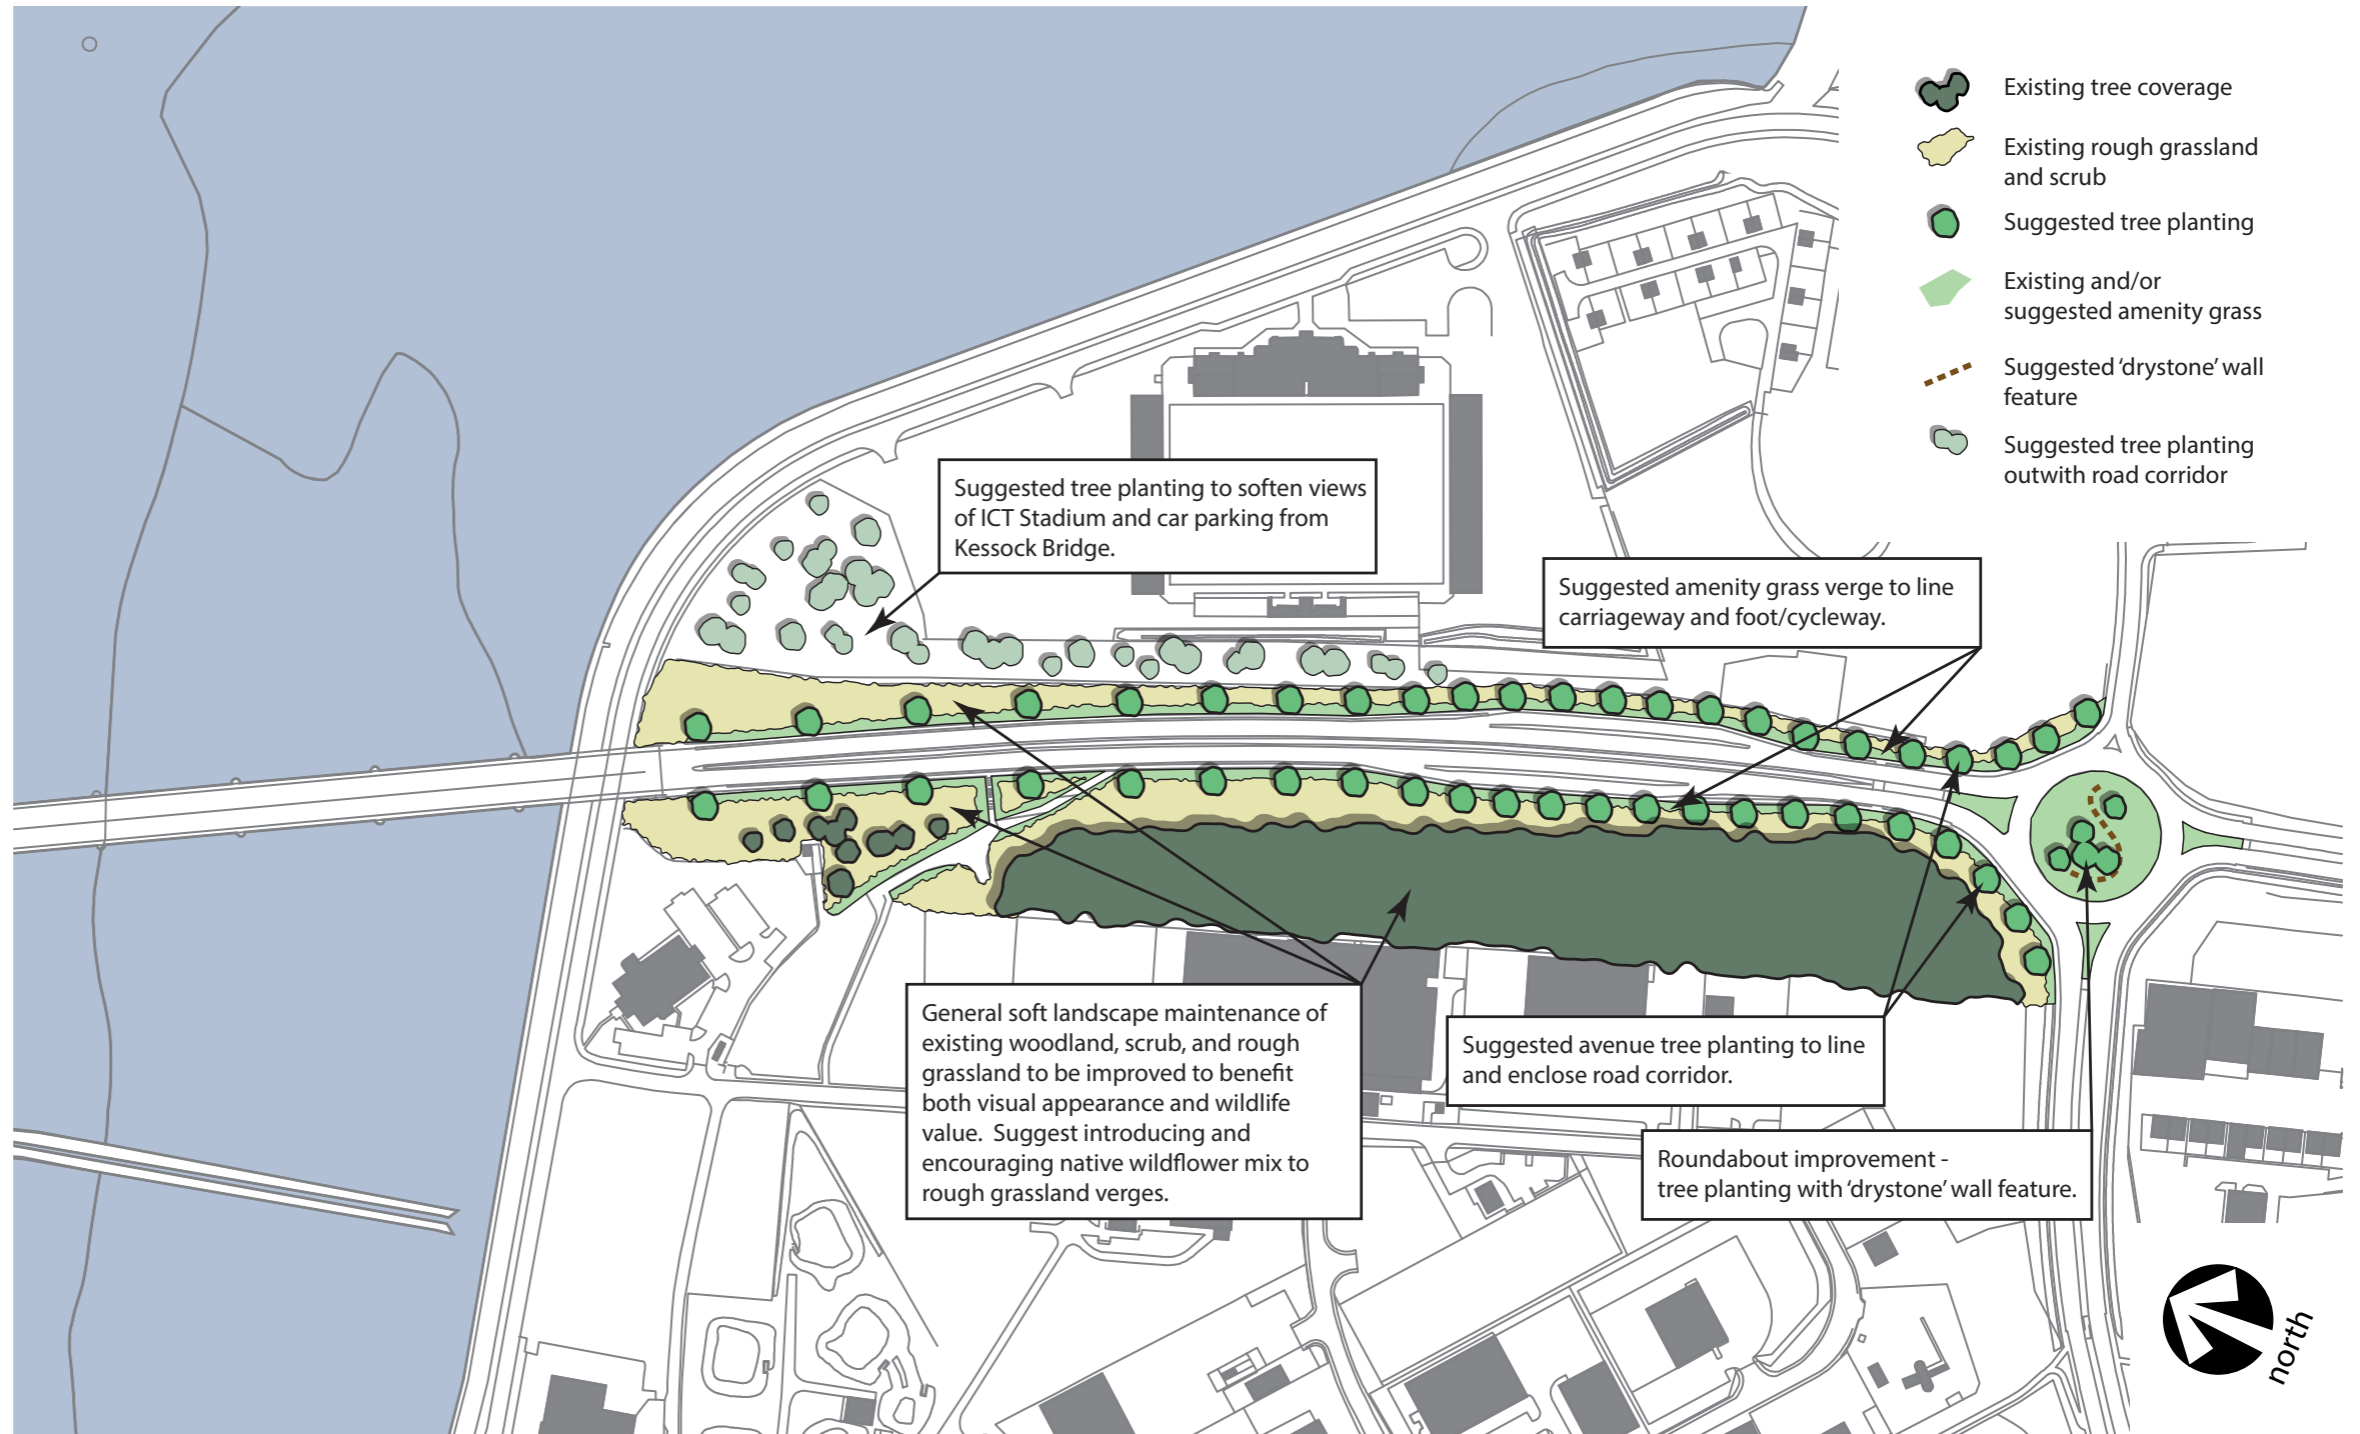 Existing tree coverage
Existing rough grassland
and scrub
Suggested tree planting
Existing and/or
suggested amenity grass
Suggested ‘drystone’ wall
feature
Suggested tree planting
outwith road corridor
Suggested tree planting to soften views
of ICT Stadium and car parking from
Kessock Bridge.
Suggested amenity grass verge to line
carriageway and foot/cycleway.
General soft landscape maintenance of
existing woodland, scrub, and rough
grassland to be improved to benefit
both visual appearance and wildlife
value.  Suggest introducing and
encouraging native wildflower mix to
rough grassland verges.
Suggested avenue tree planting to line
and enclose road corridor.
Roundabout improvement -
tree planting with ‘drystone’ wall feature.
north